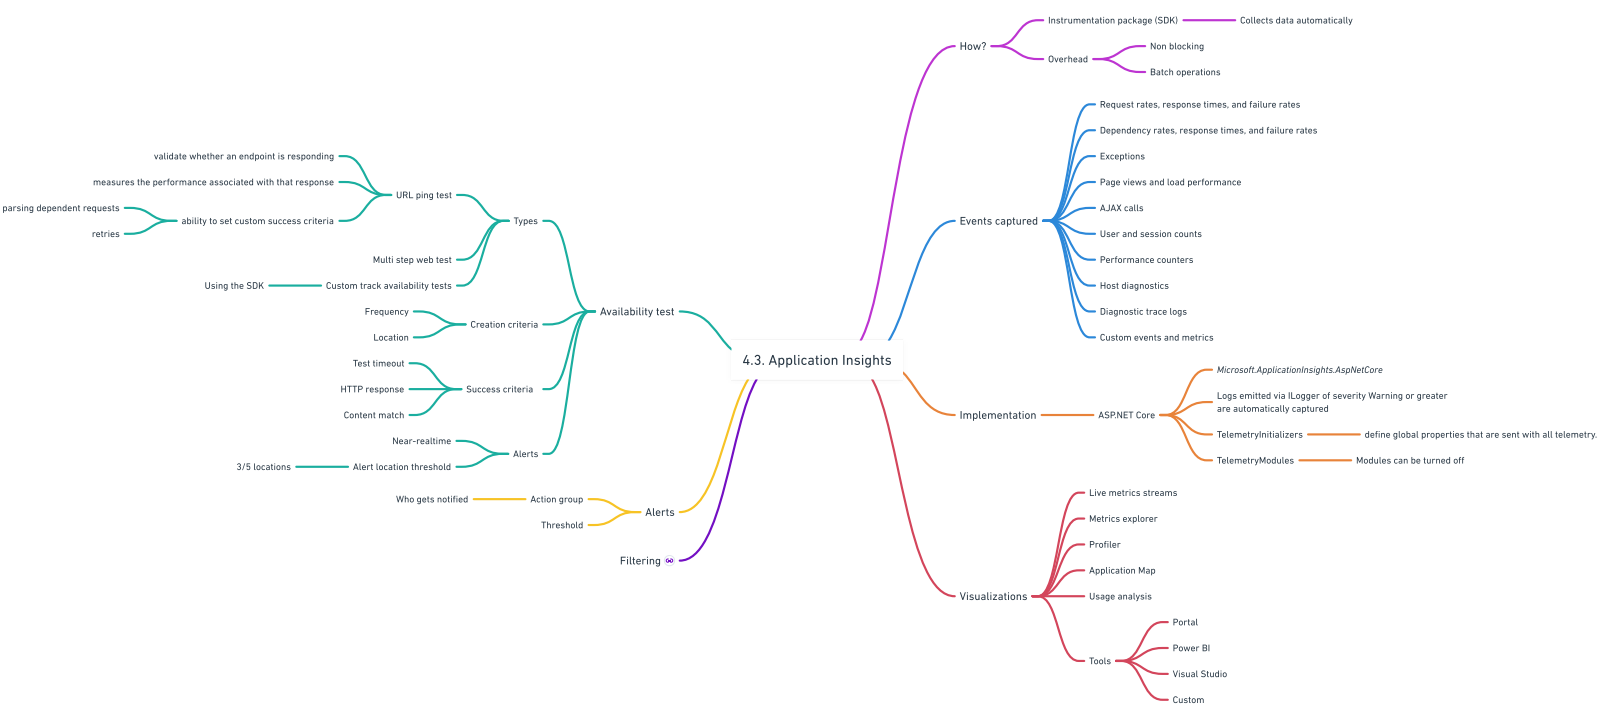 4.3. Application Insights
How?
Instrumentation package (SDK)
Collects data automatically
Overhead
Non blocking
Batch operations
Events captured
Request rates, response times, and failure rates
Dependency rates, response times, and failure rates
Exceptions
Page views and load performance
AJAX calls
User and session counts
Performance counters
Host diagnostics
Diagnostic trace logs
Custom events and metrics
Implementation
ASP.NET Core
Microsoft.ApplicationInsights.AspNetCore
Logs emitted via ILogger of severity Warning or greater
are automatically captured
TelemetryInitializers
define global properties that are sent with all telemetry.
TelemetryModules
Modules can be turned off
Visualizations
Live metrics streams
Metrics explorer
Profiler
Application Map
Usage analysis
Tools
Portal
Power BI
Visual Studio
Custom
Availability test
Types
URL ping test
validate whether an endpoint is responding
measures the performance associated with that response
ability to set custom success criteria
parsing dependent requests
retries
Multi step web test
Custom track availability tests
Using the SDK
Creation criteria
Frequency
Location
Success criteria
Test timeout
HTTP response
Content match
Alerts
Near-realtime
Alert location threshold
3/5 locations
Alerts
Action group
Who gets notified
Threshold
Filtering